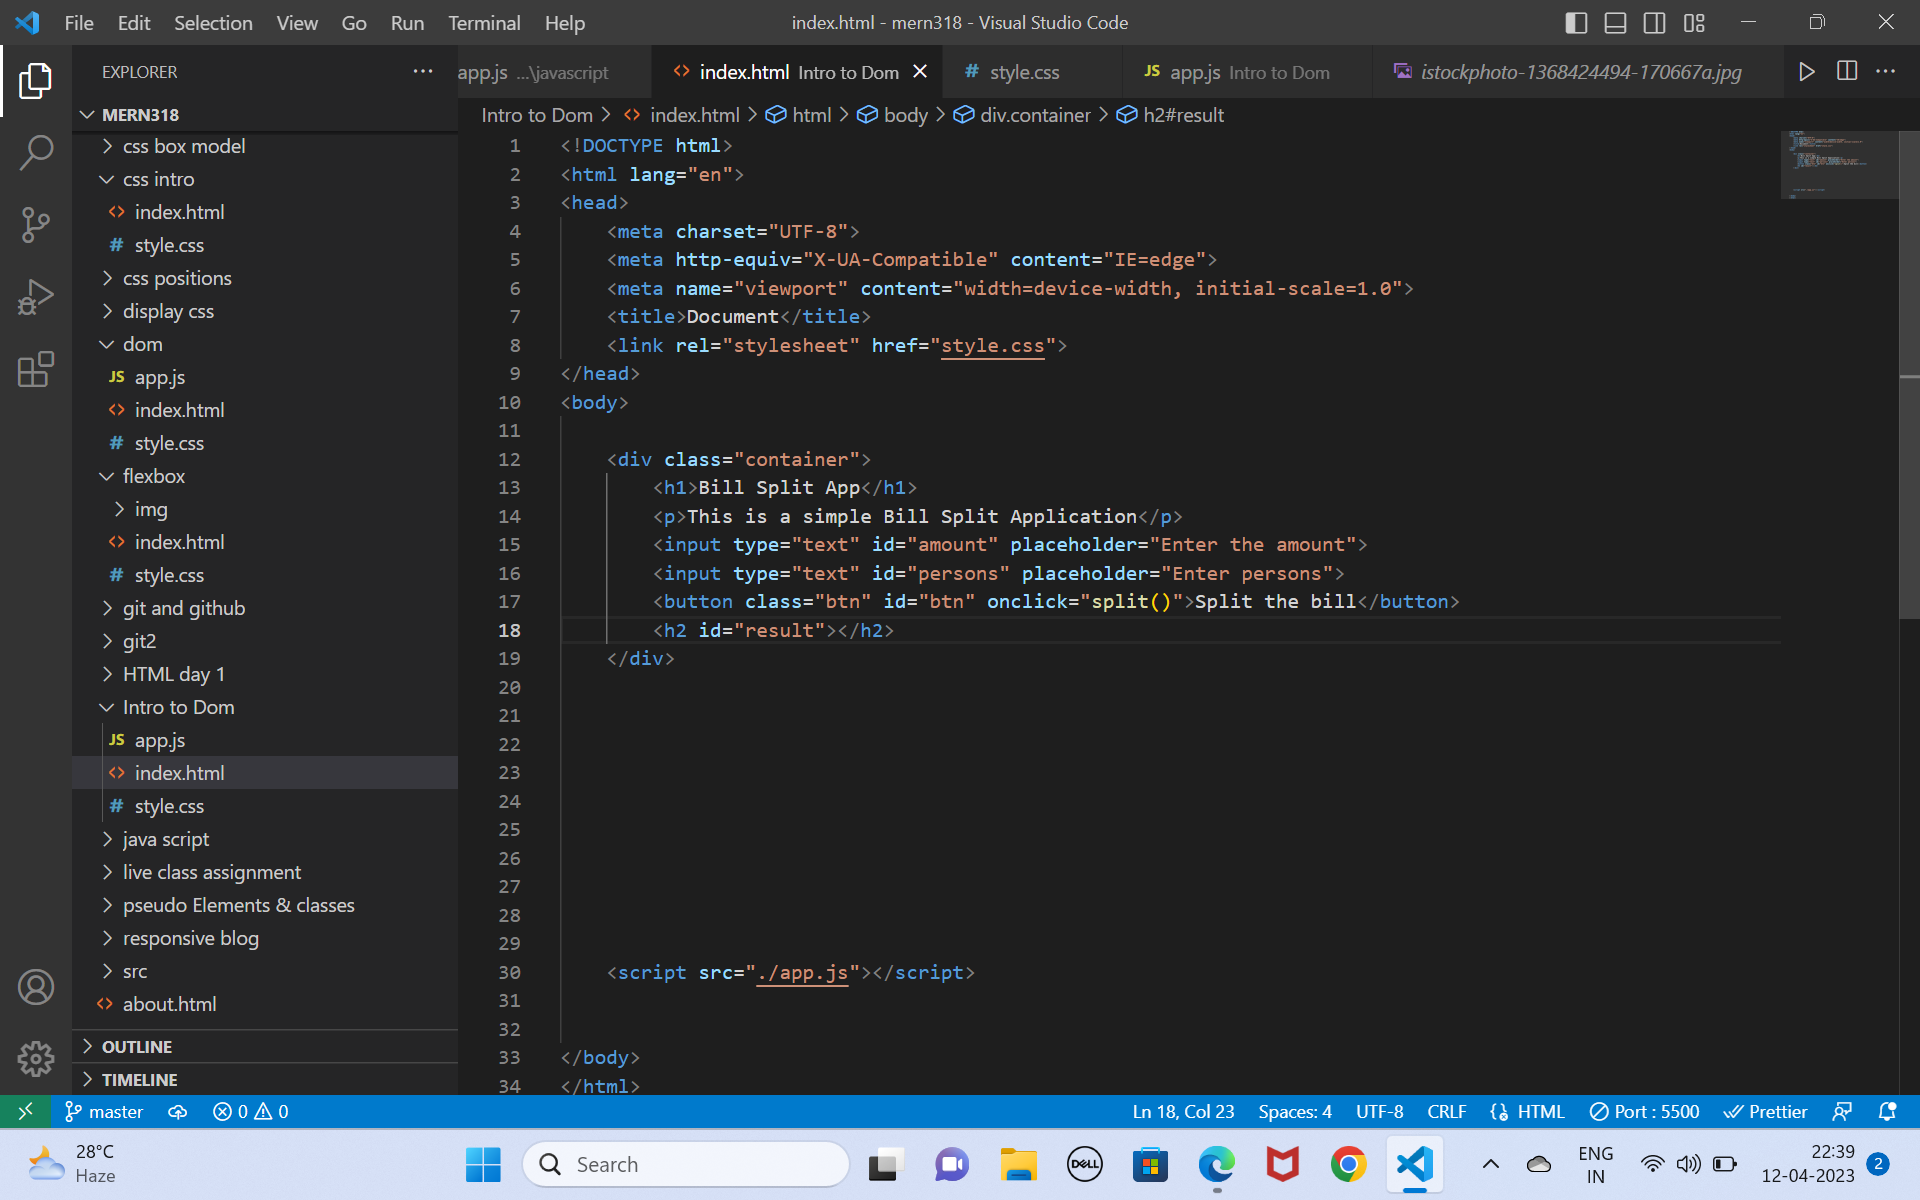 File Edit Selection View Go Run Terminal Help
index.html - mern318 - Visual Studio Code
EXPLORER
app.js ...\javascript
index.html Intro to Dom
style.css
app.js Intro to Dom
istockphoto-1368424494-170667a.jpg
MERN318
Intro to Dom > index.html > html > body > div.container > h2#result
css box model
css intro
index.html
style.css
css positions
display css
dom
app.js
index.html
style.css
flexbox
img
index.html
style.css
git and github
git2
HTML day 1
Intro to Dom
app.js
index.html
style.css
java script
live class assignment
pseudo Elements & classes
responsive blog
src
about.html
OUTLINE
TIMELINE
1 <!DOCTYPE html>
2 <html lang="en">
3 <head>
4 <meta charset="UTF-8">
5 <meta http-equiv="X-UA-Compatible" content="IE=edge">
6 <meta name="viewport" content="width=device-width, initial-scale=1.0">
7 <title>Document</title>
8 <link rel="stylesheet" href="style.css">
9 </head>
10 <body>
11
12 <div class="container">
13 <h1>Bill Split App</h1>
14 <p>This is a simple Bill Split Application</p>
15 <input type="text" id="amount" placeholder="Enter the amount">
16 <input type="text" id="persons" placeholder="Enter persons">
17 <button class="btn" id="btn" onclick="split()">Split the bill</button>
18 <h2 id="result"></h2>
19 </div>
20
21
22
23
24
25
26
27
28
29
30 <script src="./app.js"></script>
31
32
33 </body>
34 </html>
master 0 0
Ln 18, Col 23 Spaces: 4 UTF-8 CRLF HTML Port : 5500 Prettier
28°C
Haze
Search
DELL
ENG
IN
22:39
12-04-2023
2